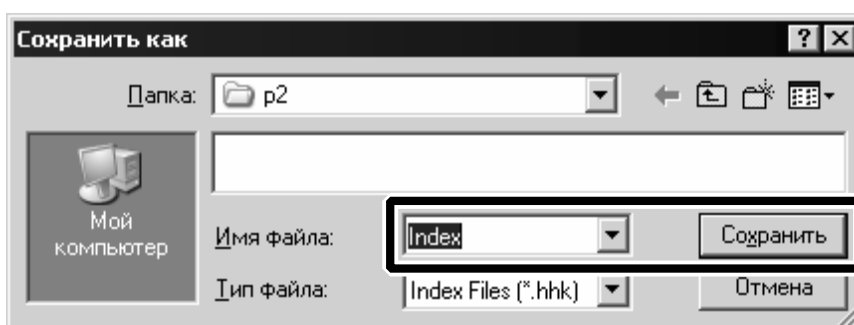 Сохранить как
Папка: p2
Мой
компьютер
Имя файла: Index Сохранить
Тип файла: Index Files (*.hhk) Отмена